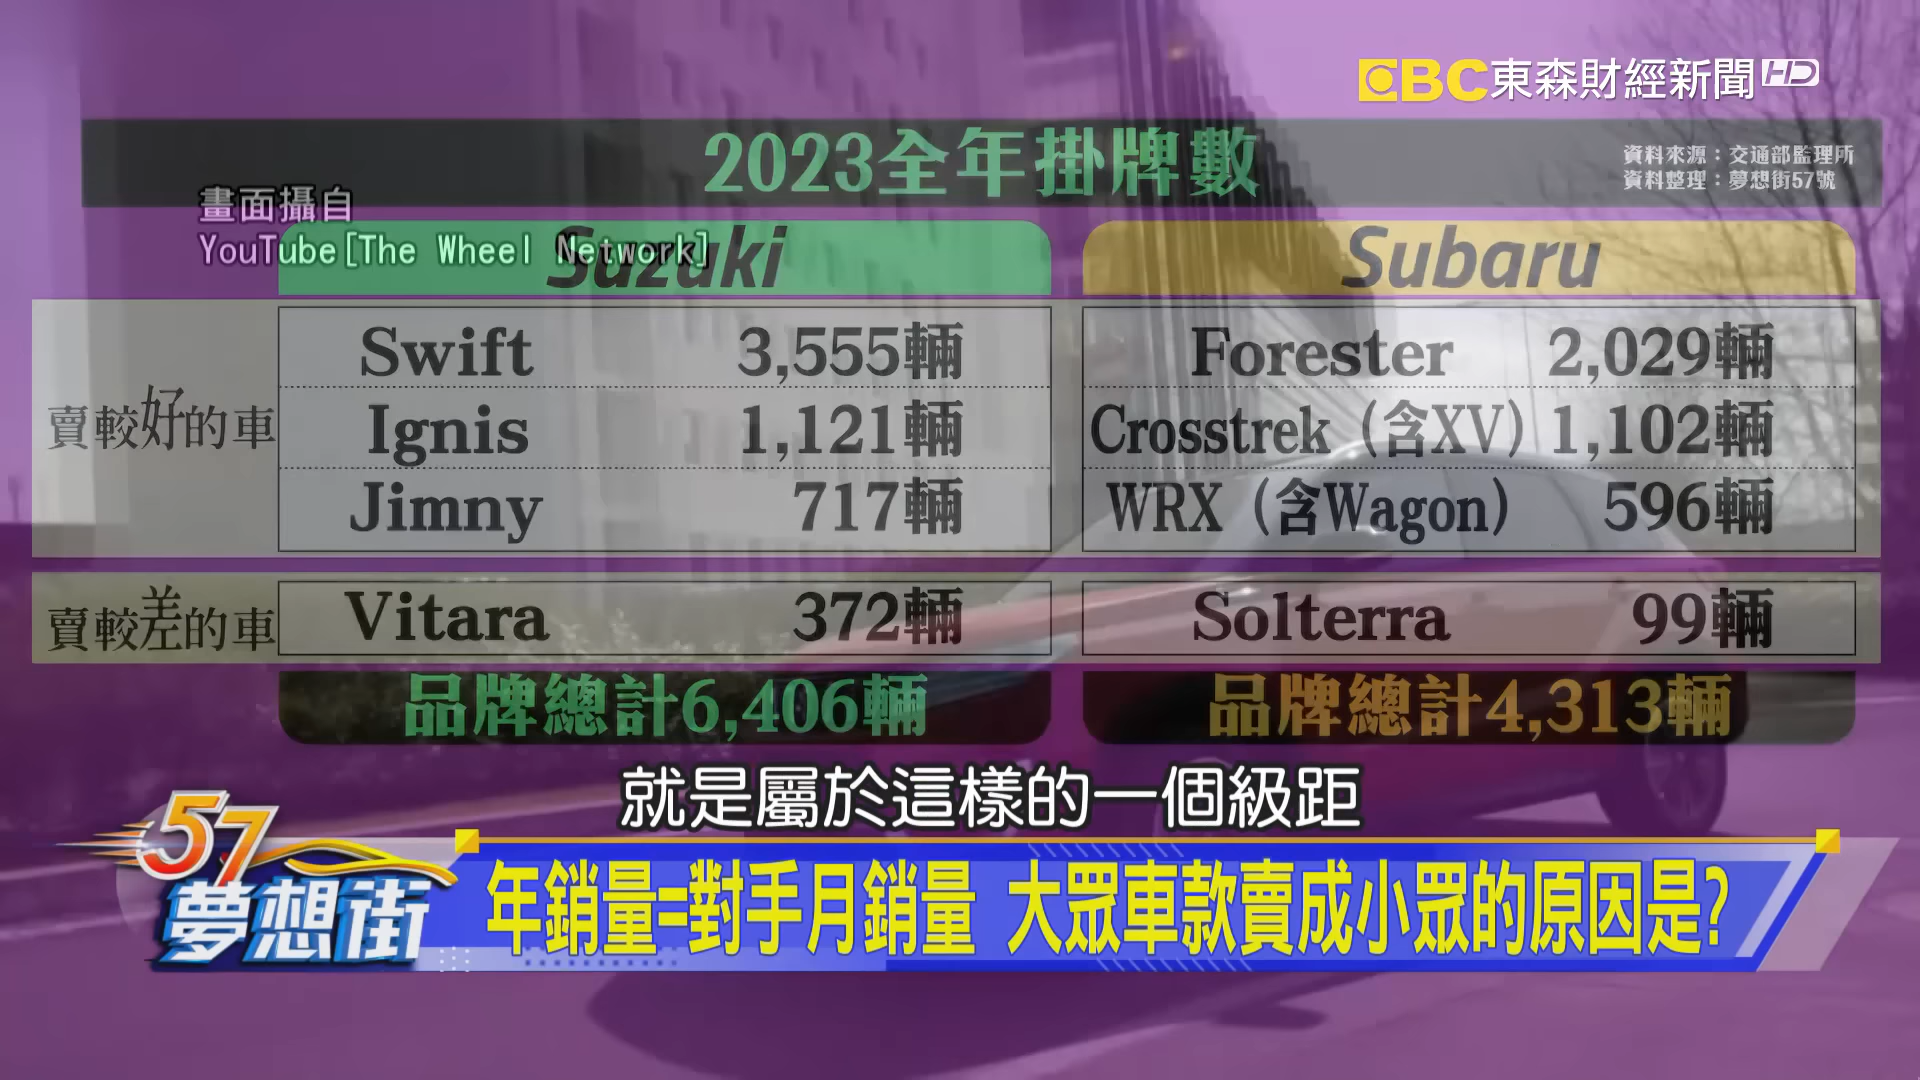 EBC東森財經新聞HD
2023全年掛牌數
資料來源：交通部監理所
資料整理：夢想街57號
畫面攝自
YouTube[The Wheel Network]
Suzuki
Subaru
賣較好的車
Swift 3,555輛
Forester 2,029輛
Ignis 1,121輛
Crosstrek（含XV）1,102輛
Jimny 717輛
WRX（含Wagon） 596輛
賣較差的車
Vitara 372輛
Solterra 99輛
品牌總計6,406輛
品牌總計4,313輛
就是屬於這樣的一個級距
57夢想街
年銷量=對手月銷量 大眾車款賣成小眾的原因是?